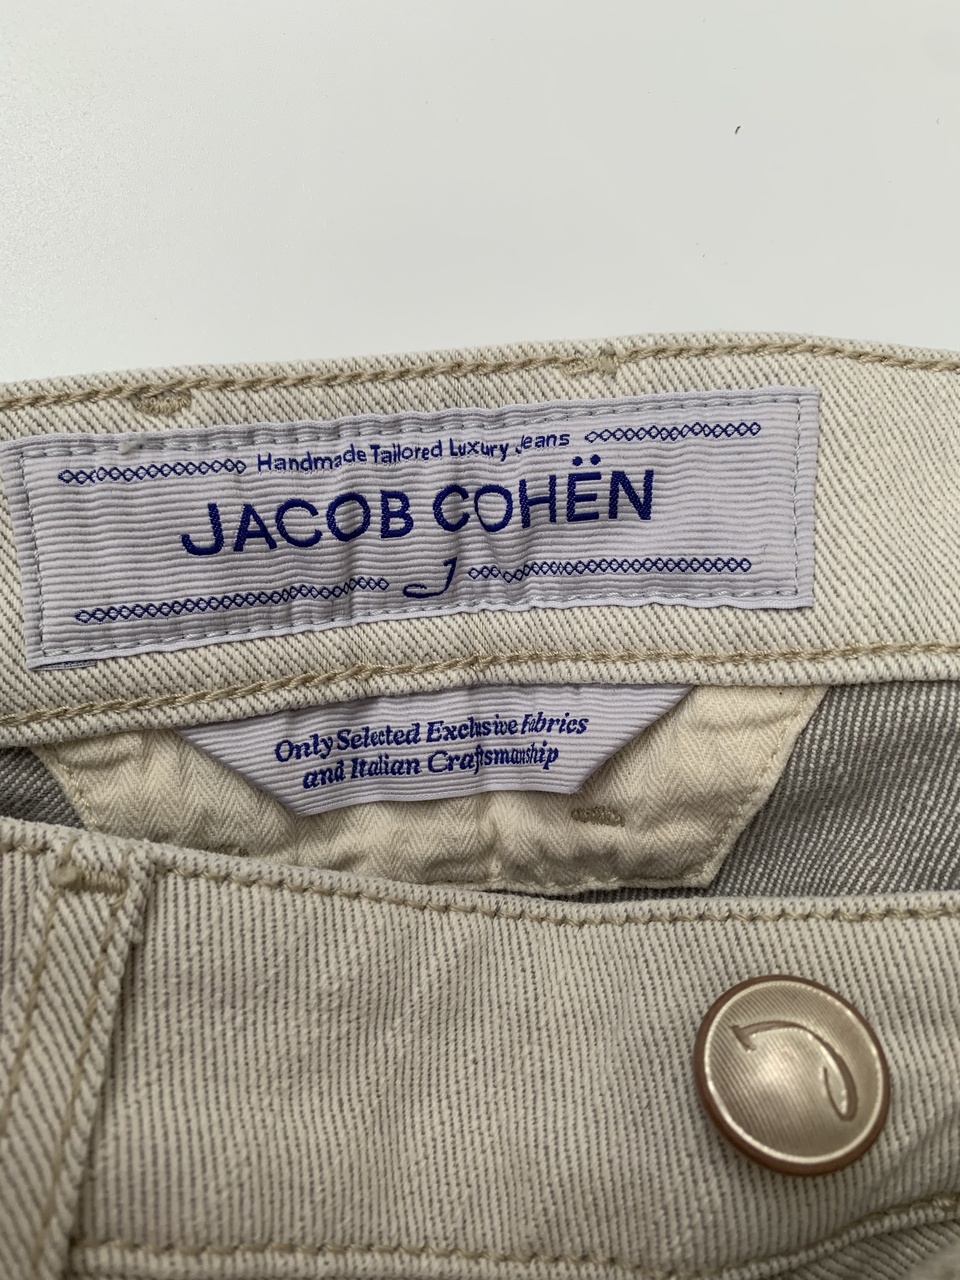 Handmade Tailored Luxury Jeans
JACOB COHËN
J
Only Selected Exclusive Fabrics
and Italian Craftsmanship
J